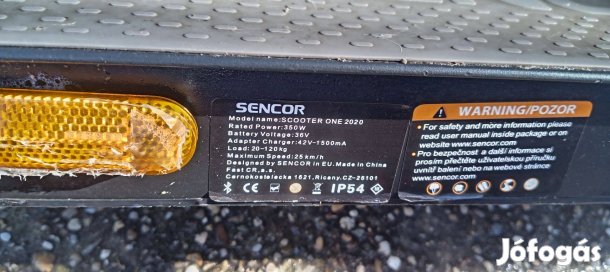 SENCOR
Model name:SCOOTER ONE 2020
Rated Power:350W
Battery Voltage:36V
Adapter Charger:42V-1500mA
Load:20-120kg
Maximum Speed:25km/h
Designed by SENCOR in EU.Made in China
Fast CR,a.s.
Cernokostelecka 1621,Ricany,CZ-25101
CE IP54
WARNING/POZOR
• For safety and more information please
read user manual inside package or on
website www.sencor.com
• Pro bezpečnost a další informace si
prosím přečtěte uživatelskou příručku
uvnitř balení nebo na webové stránce
www.sencor.com
Jófogás